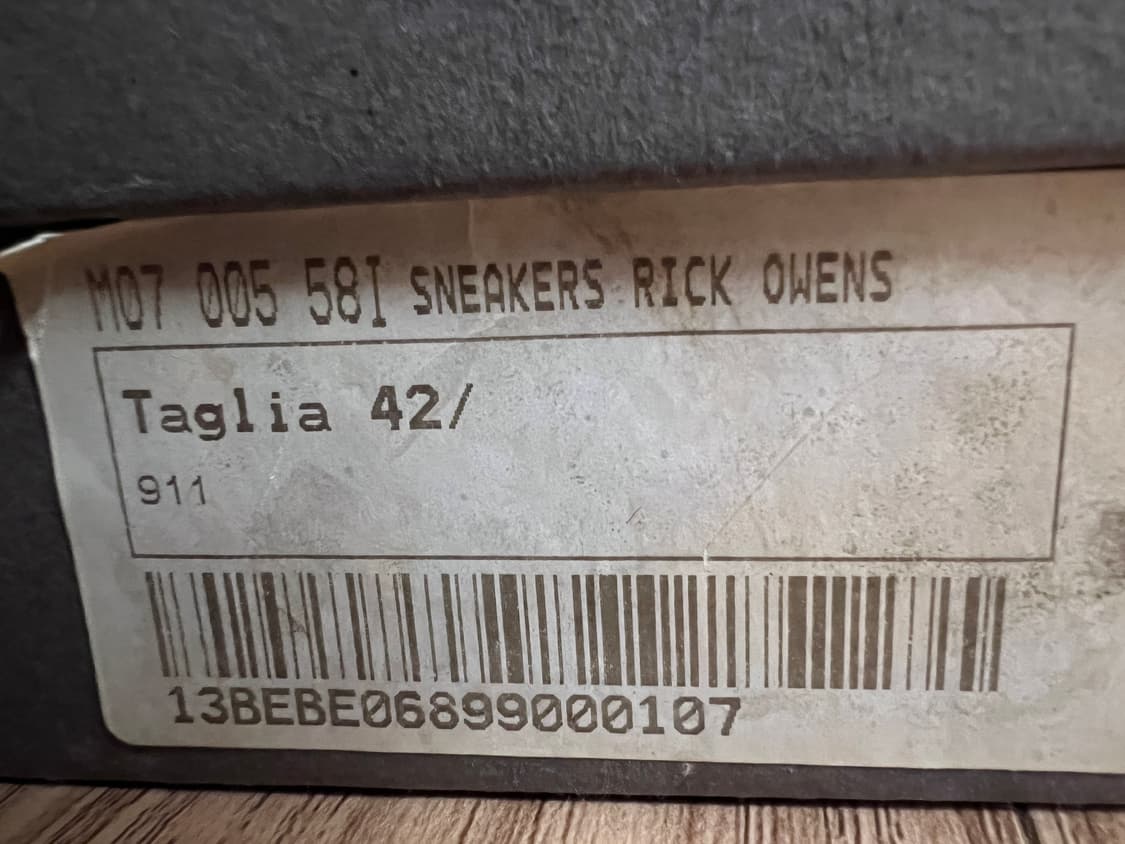 M07 005 58I SNEAKERS RICK OWENS
Taglia 42/
911
13BEBE06899000107